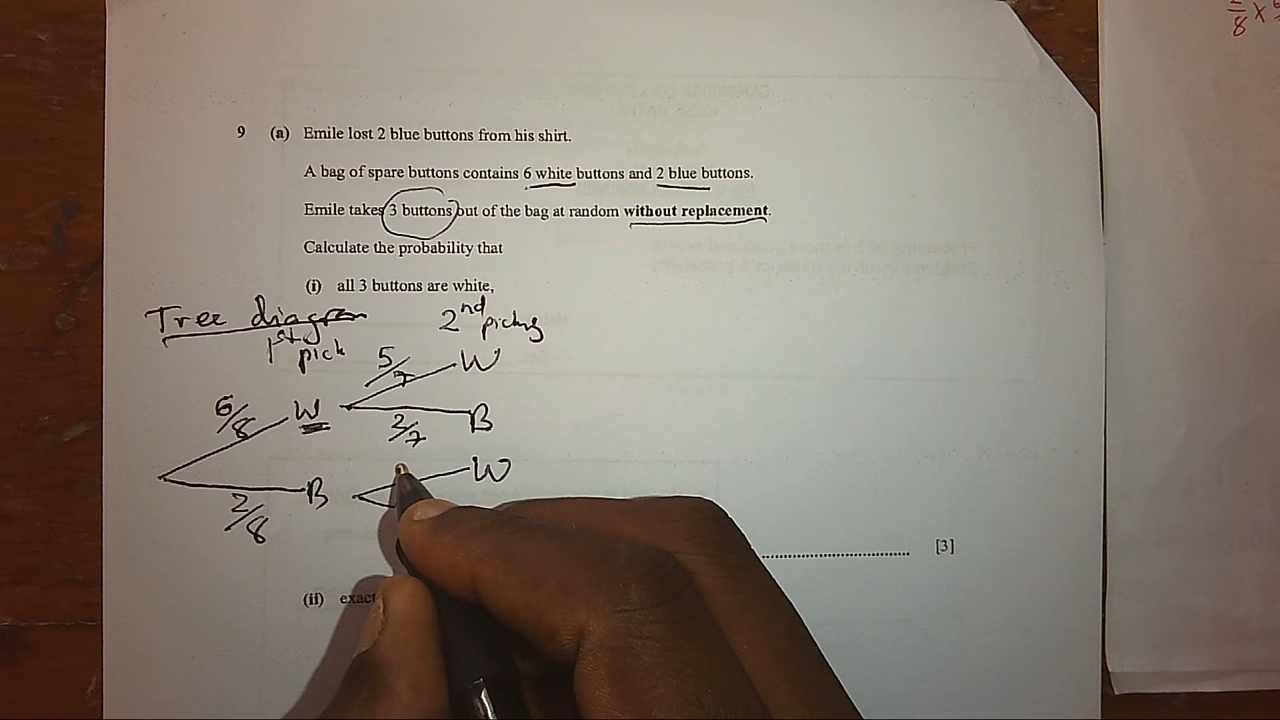 8 ×
9 (a) Emile lost 2 blue buttons from his shirt.
A bag of spare buttons contains 6 white buttons and 2 blue buttons.
Emile takes 3 buttons out of the bag at random without replacement.
Calculate the probability that
(i) all 3 buttons are white,
Tree diagram
1st pick
2nd picking
5/7 W
6/8 W
2/7 B
W
2/8 B
[3]
(ii) exact